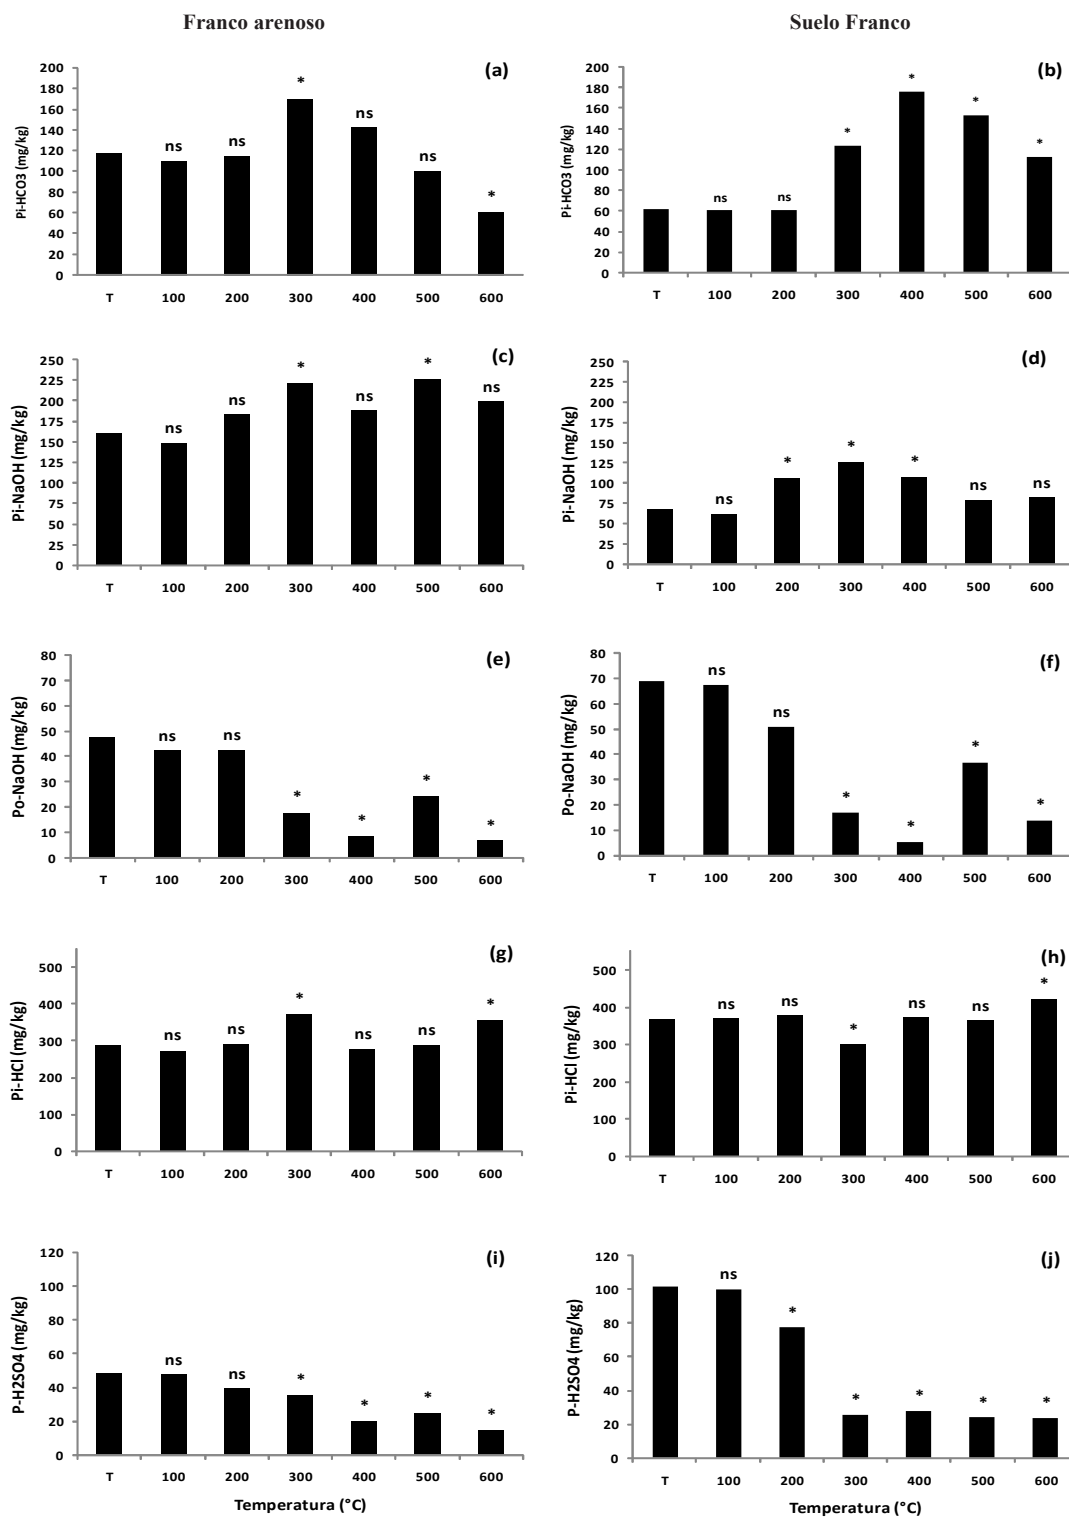 Franco arenoso
Suelo Franco
(a)
Pi-HCO3 (mg/kg)
200
180
160
140
120
100
80
60
40
20
0
ns
ns
*
ns
ns
*
T 100 200 300 400 500 600
(b)
Pi-HCO3 (mg/kg)
200
180
160
140
120
100
80
60
40
20
0
ns
ns
*
*
*
*
T 100 200 300 400 500 600
(c)
Pi-NaOH (mg/kg)
250
225
200
175
150
125
100
75
50
25
0
ns
ns
*
ns
*
ns
T 100 200 300 400 500 600
(d)
Pi-NaOH (mg/kg)
250
225
200
175
150
125
100
75
50
25
0
ns
*
*
*
ns
ns
T 100 200 300 400 500 600
(e)
Po-NaOH (mg/kg)
80
70
60
50
40
30
20
10
0
ns
ns
*
*
*
*
T 100 200 300 400 500 600
(f)
Po-NaOH (mg/kg)
80
70
60
50
40
30
20
10
0
ns
ns
*
*
*
*
T 100 200 300 400 500 600
(g)
Pi-HCl (mg/kg)
500
400
300
200
100
0
ns
ns
*
ns
ns
*
T 100 200 300 400 500 600
(h)
Pi-HCl (mg/kg)
500
400
300
200
100
0
ns
ns
*
ns
ns
*
T 100 200 300 400 500 600
(i)
P-H2SO4 (mg/kg)
120
100
80
60
40
20
0
ns
ns
*
*
*
*
T 100 200 300 400 500 600
Temperatura (°C)
(j)
P-H2SO4 (mg/kg)
120
100
80
60
40
20
0
ns
*
*
*
*
*
T 100 200 300 400 500 600
Temperatura (°C)